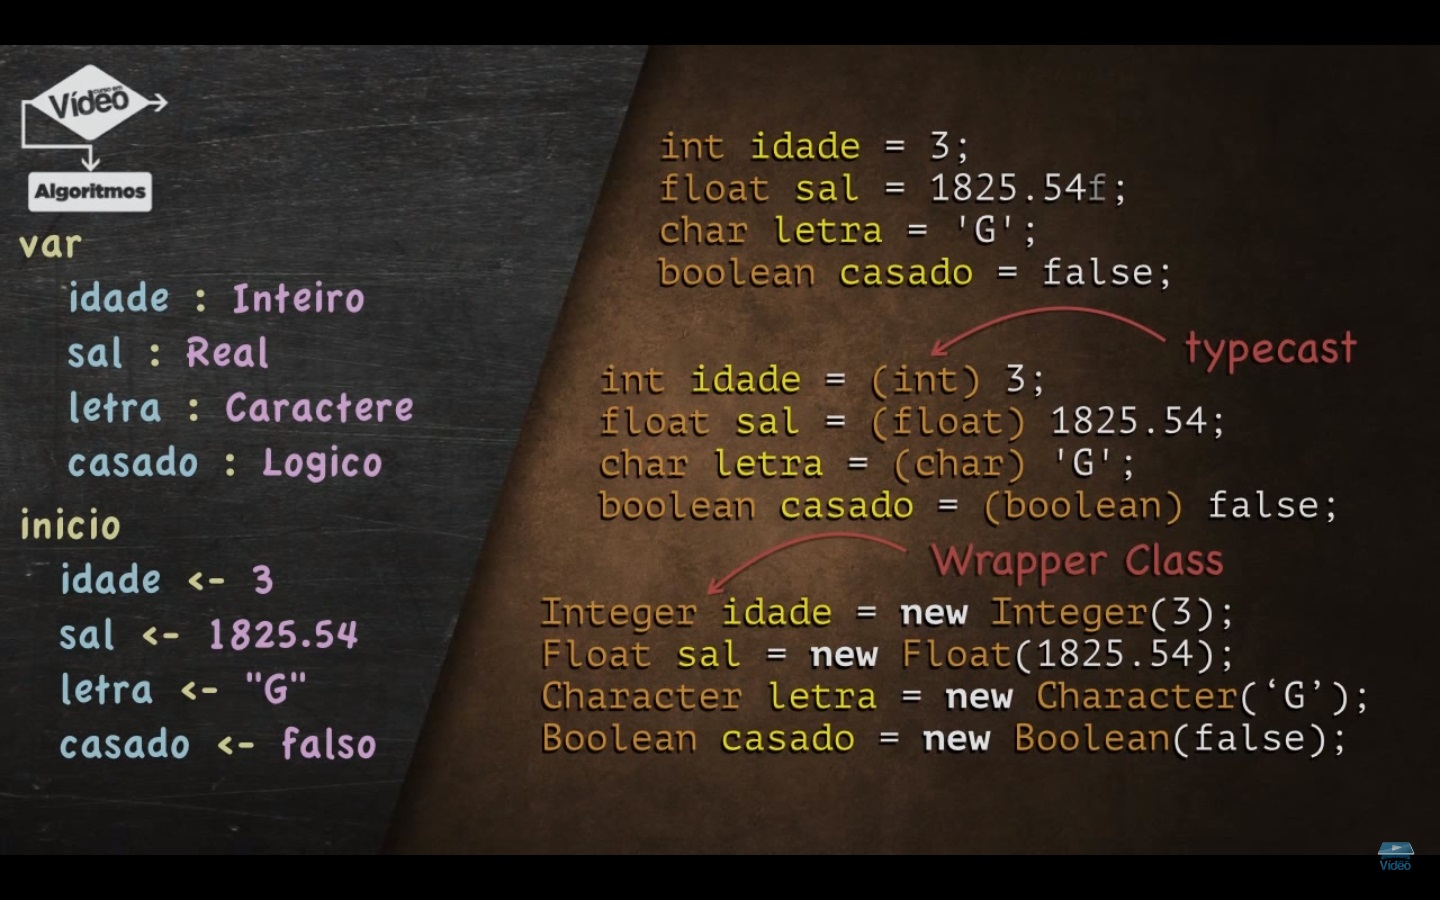 curso em
Vídeo
Algoritmos
var
idade : Inteiro
sal : Real
letra : Caractere
casado : Logico
inicio
idade <- 3
sal <- 1825.54
letra <- "G"
casado <- falso
int idade = 3;
float sal = 1825.54f;
char letra = 'G';
boolean casado = false;
typecast
int idade = (int) 3;
float sal = (float) 1825.54;
char letra = (char) 'G';
boolean casado = (boolean) false;
Wrapper Class
Integer idade = new Integer(3);
Float sal = new Float(1825.54);
Character letra = new Character(‘G’);
Boolean casado = new Boolean(false);
Vídeo